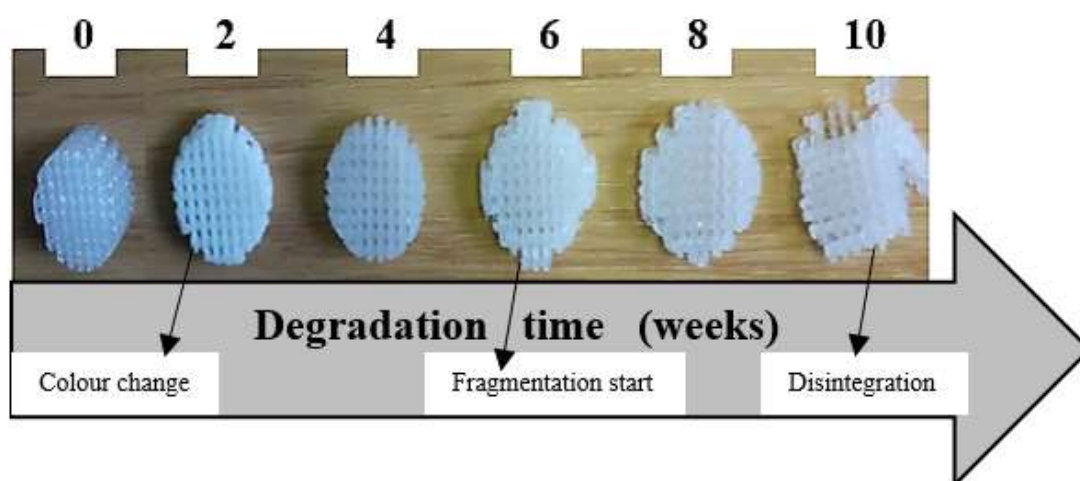 0 2 4 6 8 10
Degradation time (weeks)
Colour change
Fragmentation start
Disintegration